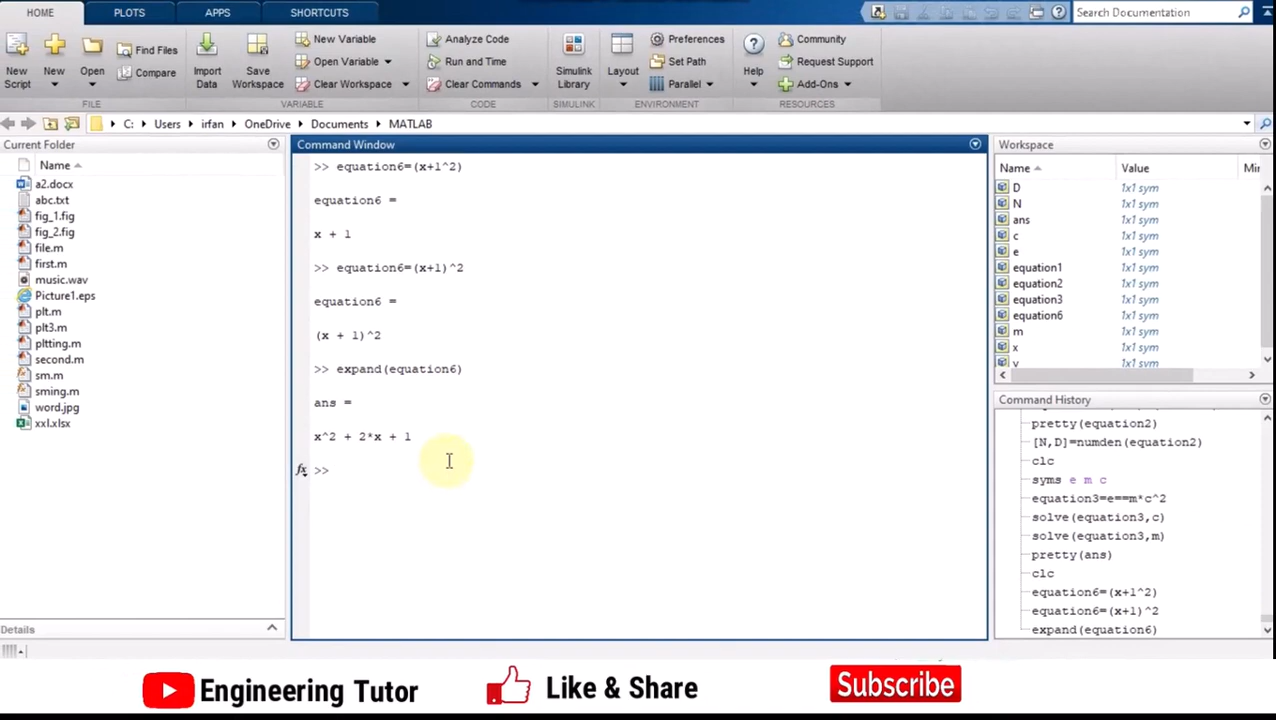 HOME PLOTS APPS SHORTCUTS
Search Documentation
New Script
New
Open
Find Files
Compare
FILE
Import Data
Save Workspace
New Variable
Open Variable
Clear Workspace
VARIABLE
Analyze Code
Run and Time
Clear Commands
CODE
Simulink Library
SIMULINK
Layout
Preferences
Set Path
Parallel
ENVIRONMENT
Help
Community
Request Support
Add-Ons
RESOURCES
C: Users irfan OneDrive Documents MATLAB
Current Folder
Name
a2.docx
abc.txt
fig_1.fig
fig_2.fig
file.m
first.m
music.wav
Picture1.eps
plt.m
plt3.m
pltting.m
second.m
sm.m
sming.m
word.jpg
xxl.xlsx
Details
Command Window
>> equation6=(x+1^2)
equation6 =
x + 1
>> equation6=(x+1)^2
equation6 =
(x + 1)^2
>> expand(equation6)
ans =
x^2 + 2*x + 1
fx >>
Workspace
Name Value Mi
D 1x1 sym
N 1x1 sym
ans 1x1 sym
c 1x1 sym
e 1x1 sym
equation1 1x1 sym
equation2 1x1 sym
equation3 1x1 sym
equation6 1x1 sym
m 1x1 sym
x 1x1 sym
v 1x1 sym
Command History
pretty(equation2)
[N,D]=numden(equation2)
clc
syms e m c
equation3=e==m*c^2
solve(equation3,c)
solve(equation3,m)
pretty(ans)
clc
equation6=(x+1^2)
equation6=(x+1)^2
expand(equation6)
Engineering Tutor
Like & Share
Subscribe